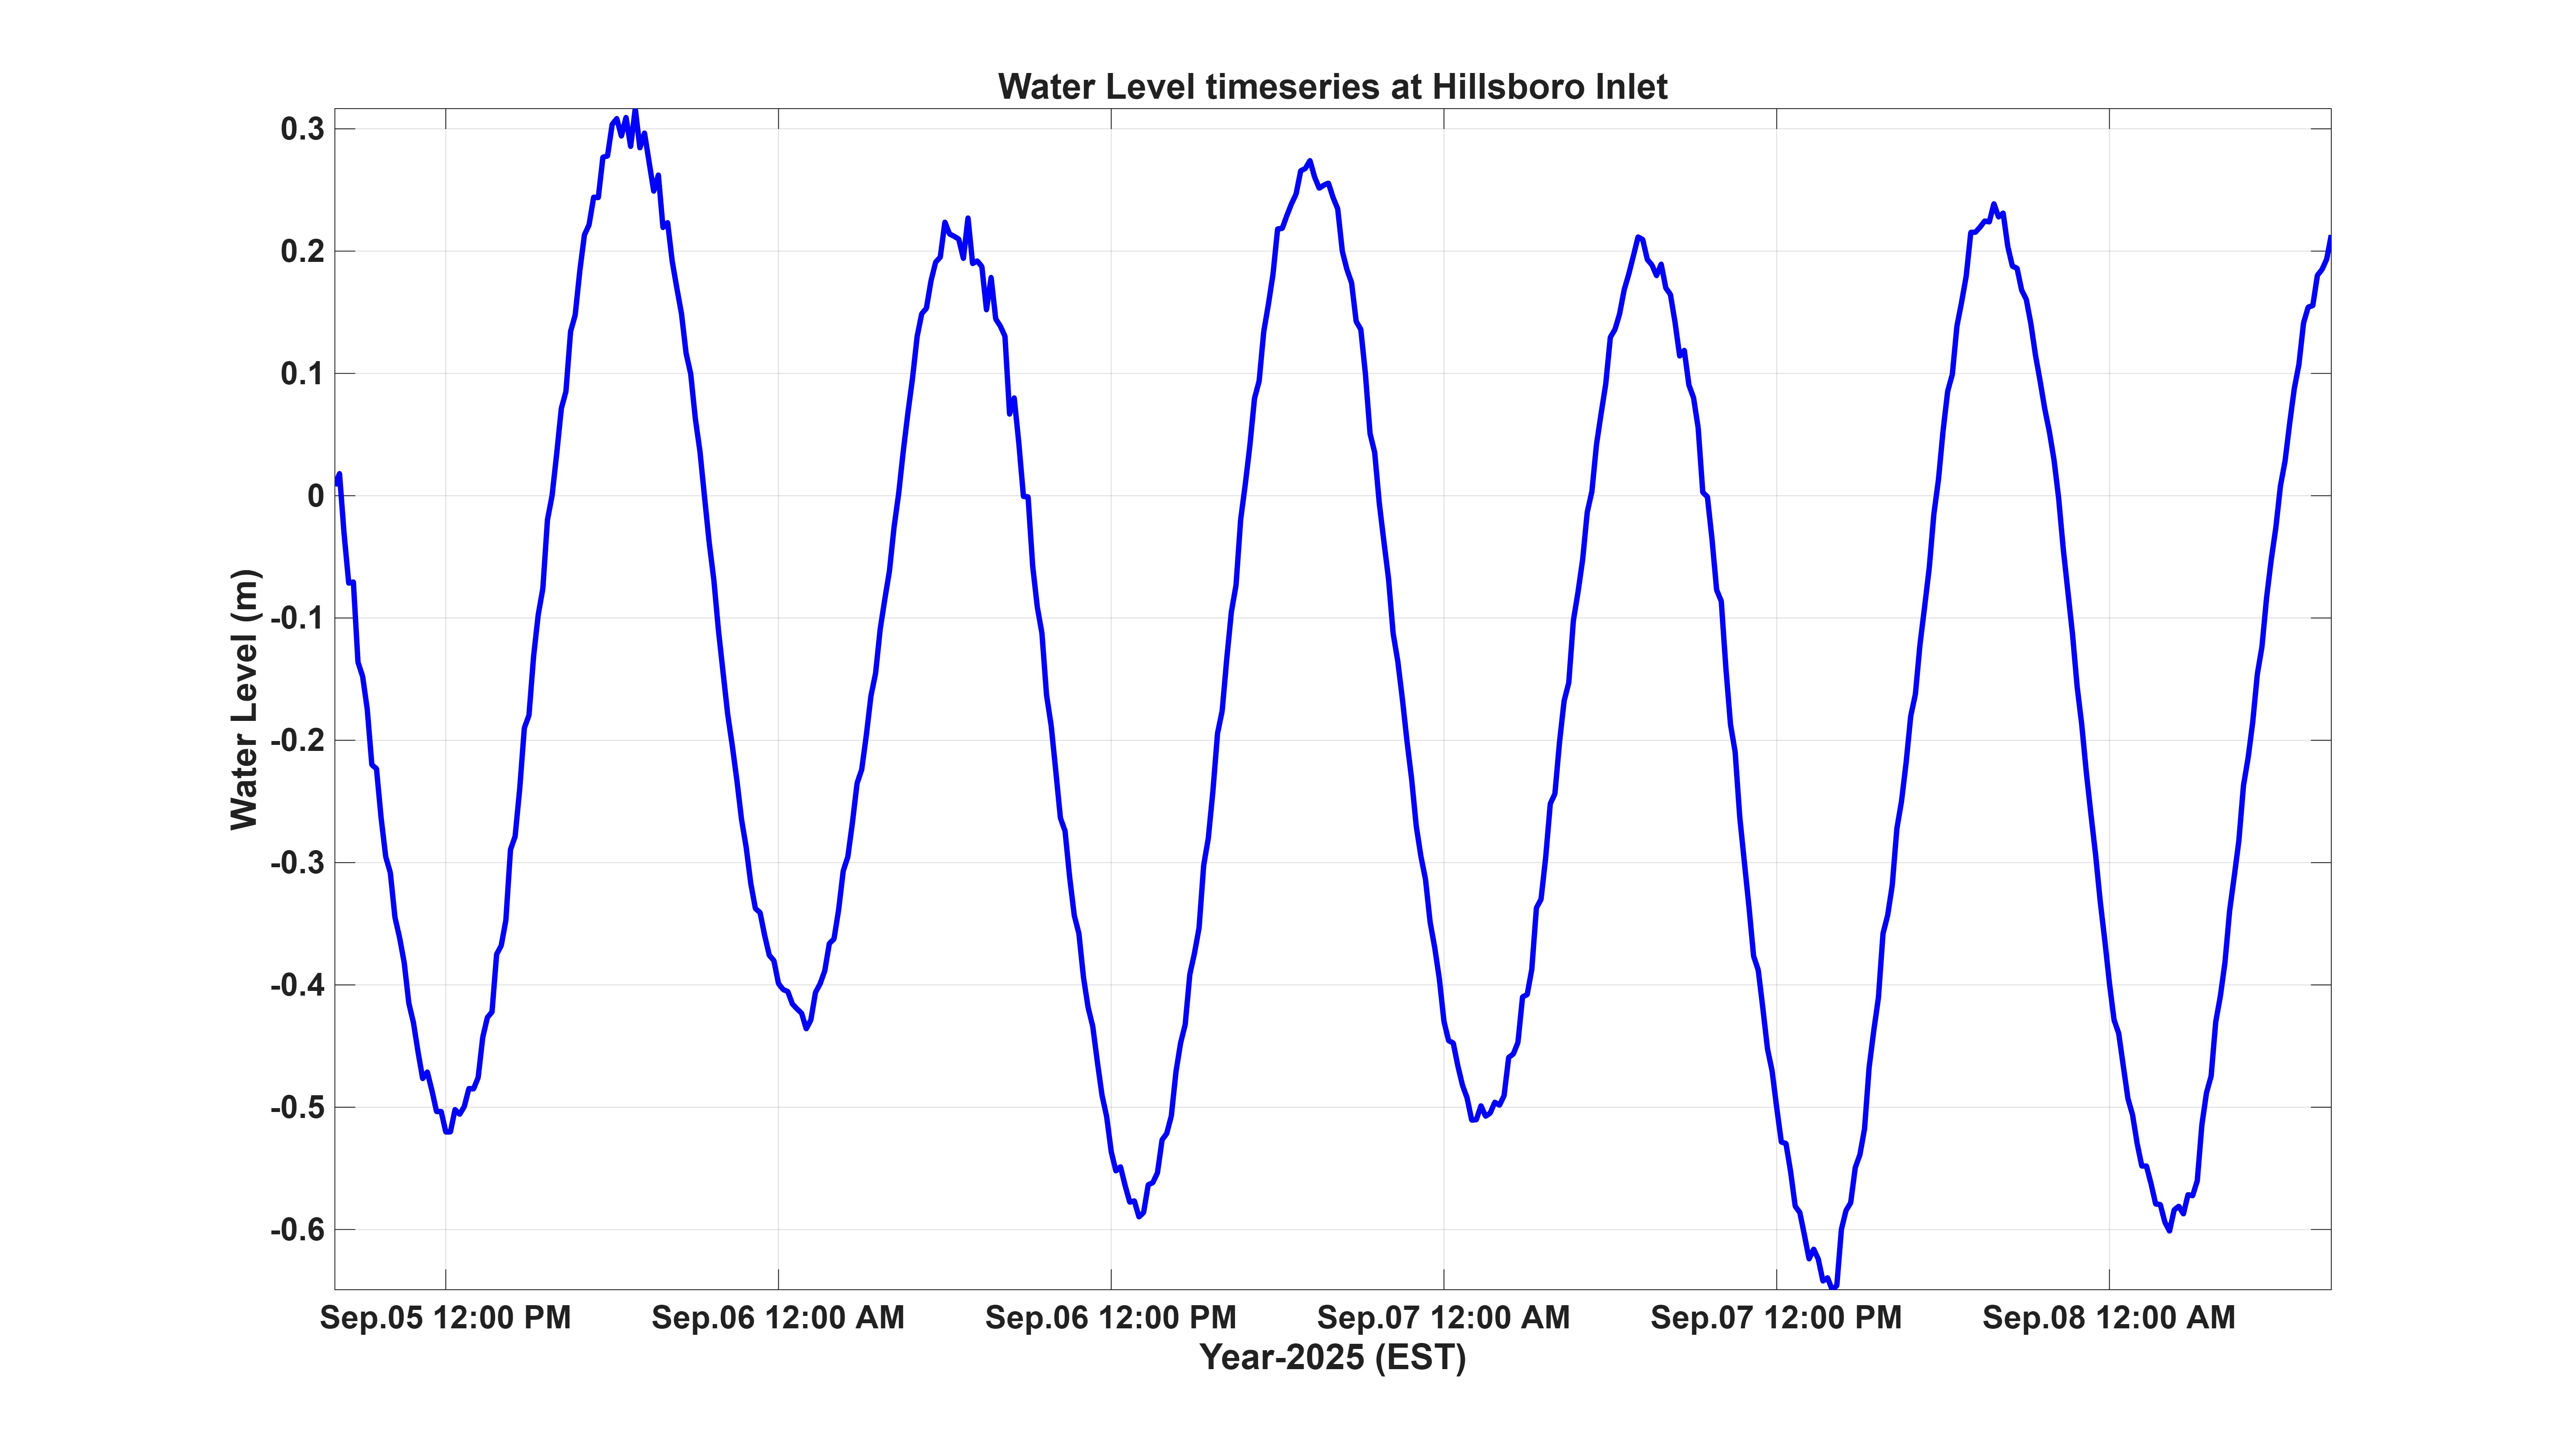 Water Level timeseries at Hillsboro Inlet
0.3
0.2
0.1
0
-0.1
-0.2
-0.3
-0.4
-0.5
-0.6
Water Level (m)
Sep.05 12:00 PM Sep.06 12:00 AM Sep.06 12:00 PM Sep.07 12:00 AM Sep.07 12:00 PM Sep.08 12:00 AM
Year-2025 (EST)